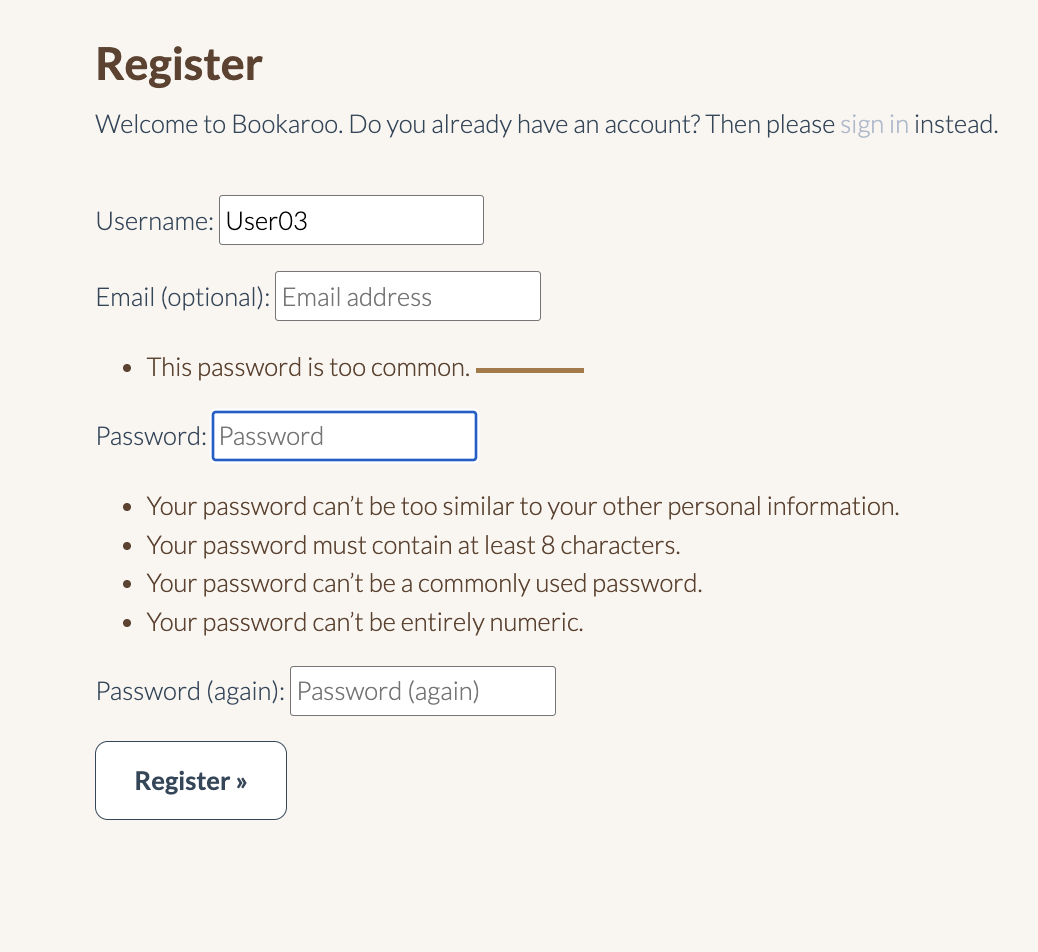 Register
Welcome to Bookaroo. Do you already have an account? Then please sign in instead.
Username: User03
Email (optional): Email address
• This password is too common.
Password: Password
• Your password can’t be too similar to your other personal information.
• Your password must contain at least 8 characters.
• Your password can’t be a commonly used password.
• Your password can’t be entirely numeric.
Password (again): Password (again)
Register »